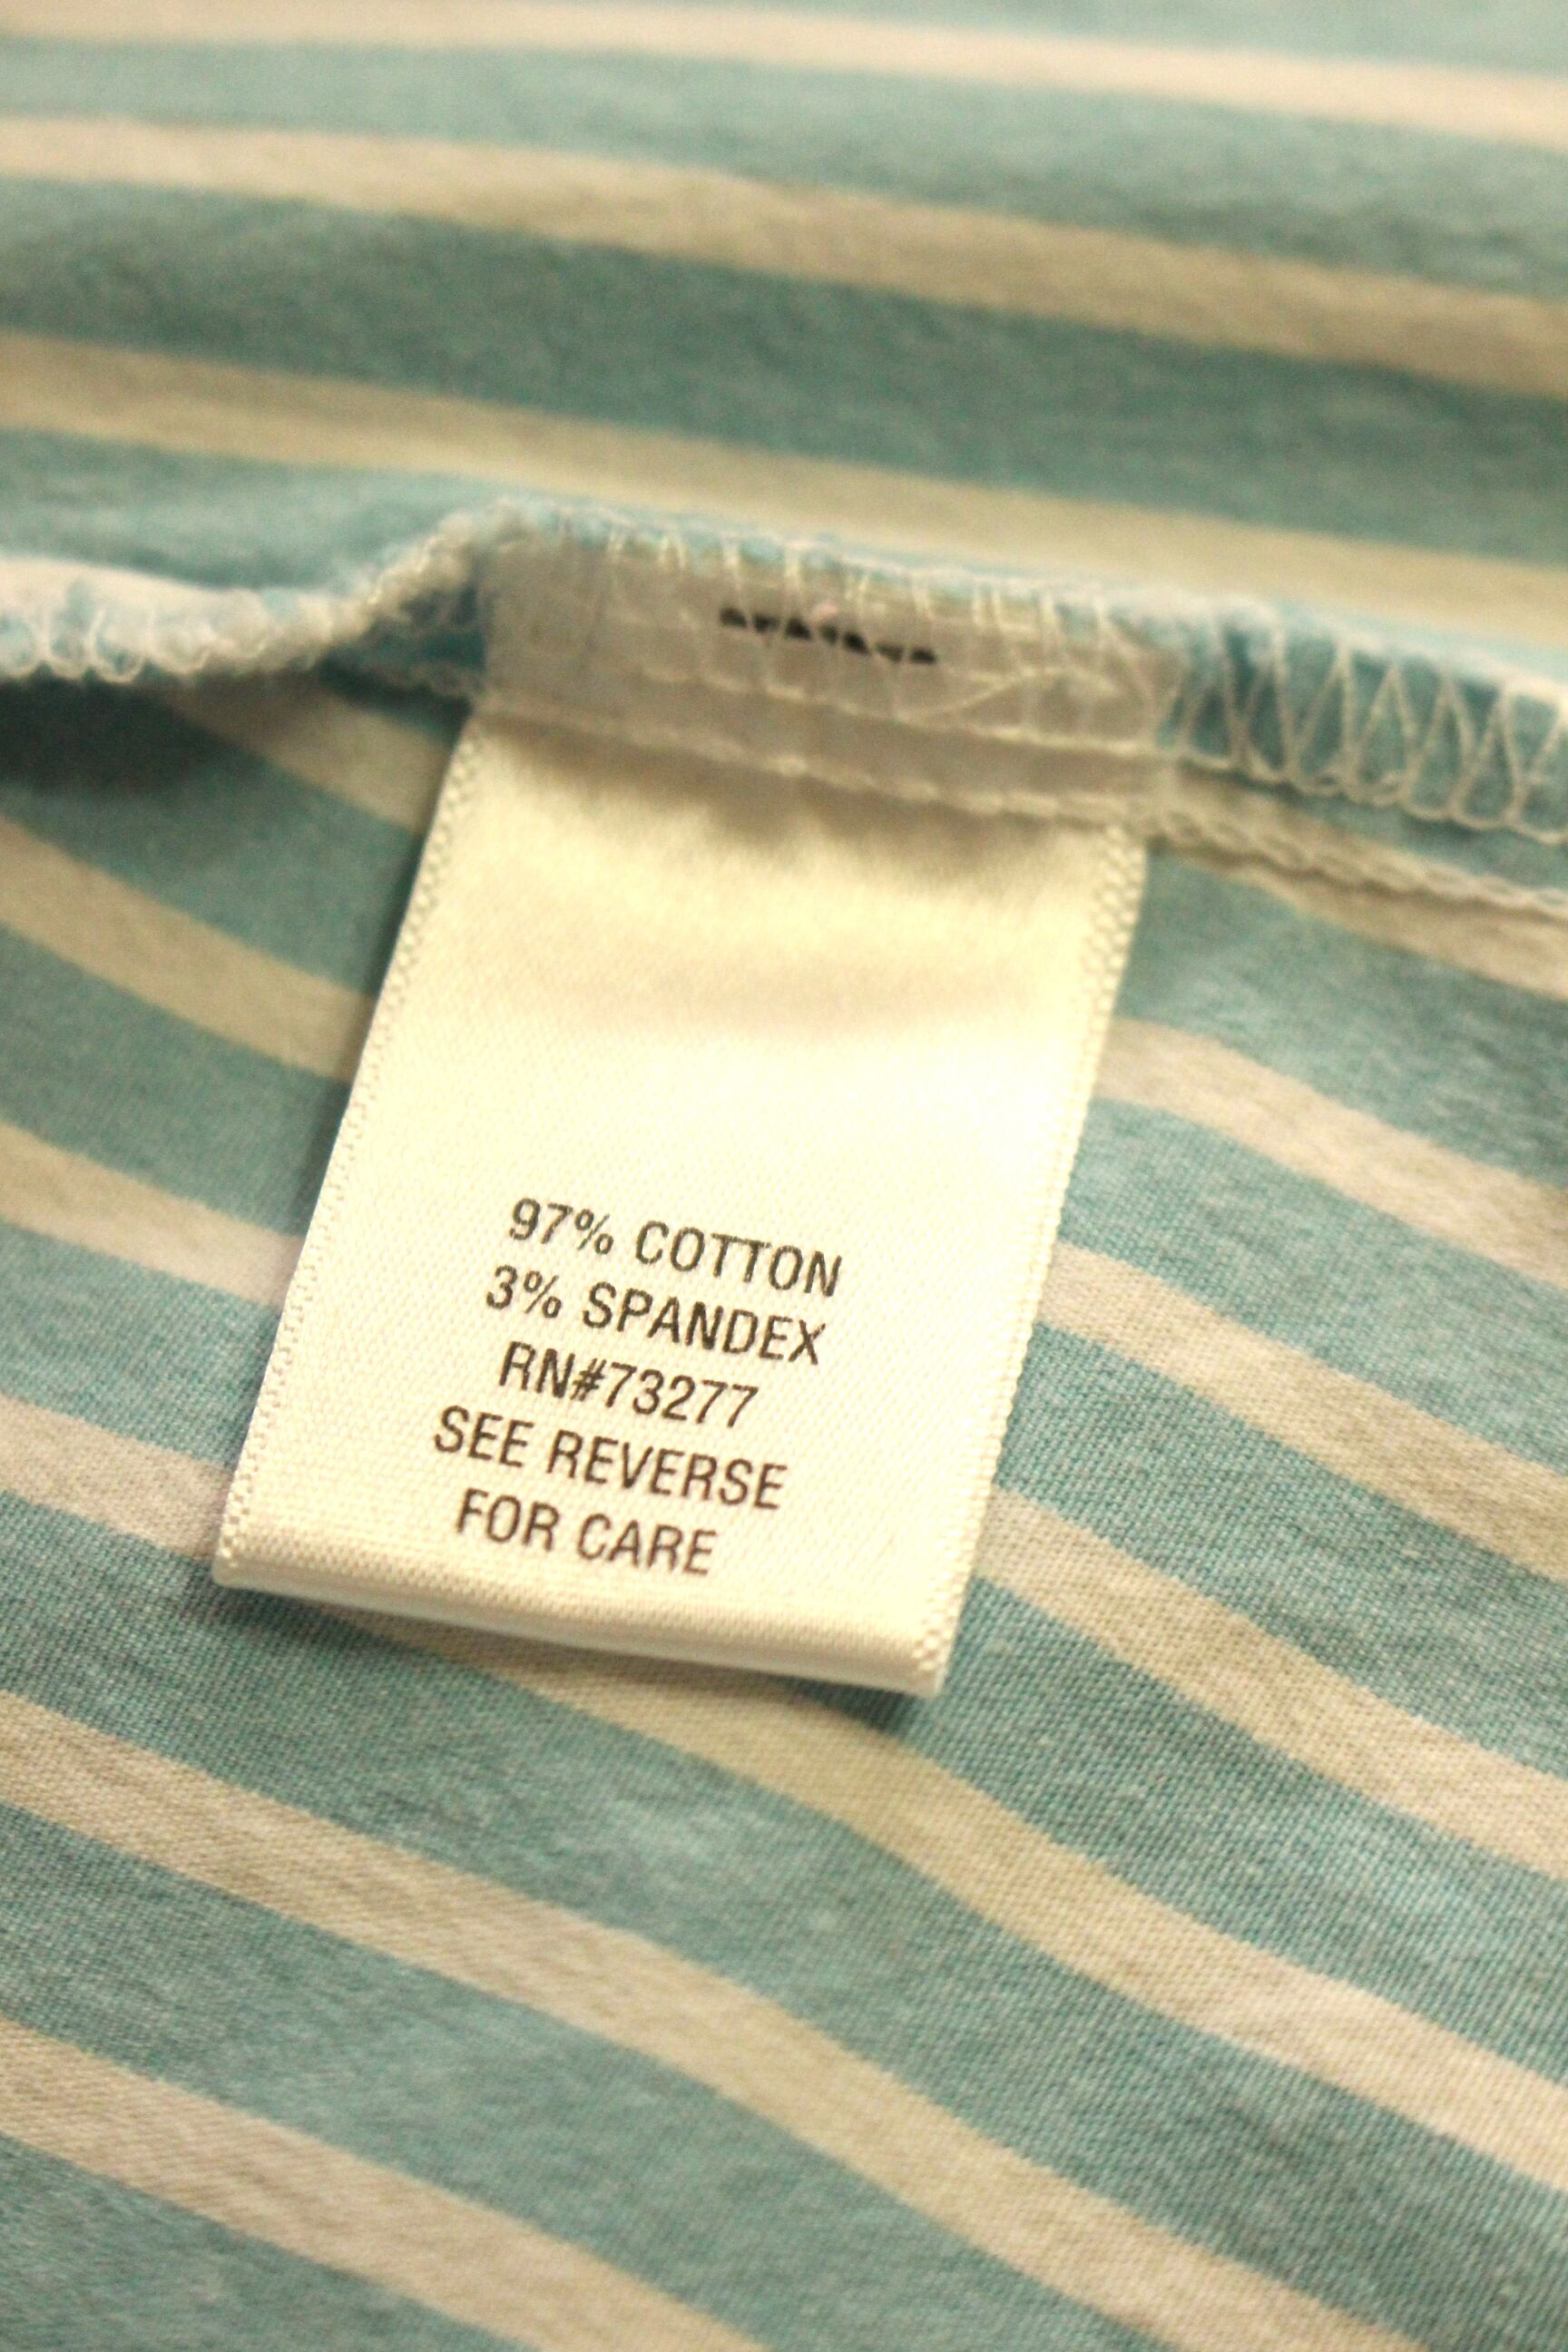 97% COTTON
3% SPANDEX
RN#73277
SEE REVERSE
FOR CARE